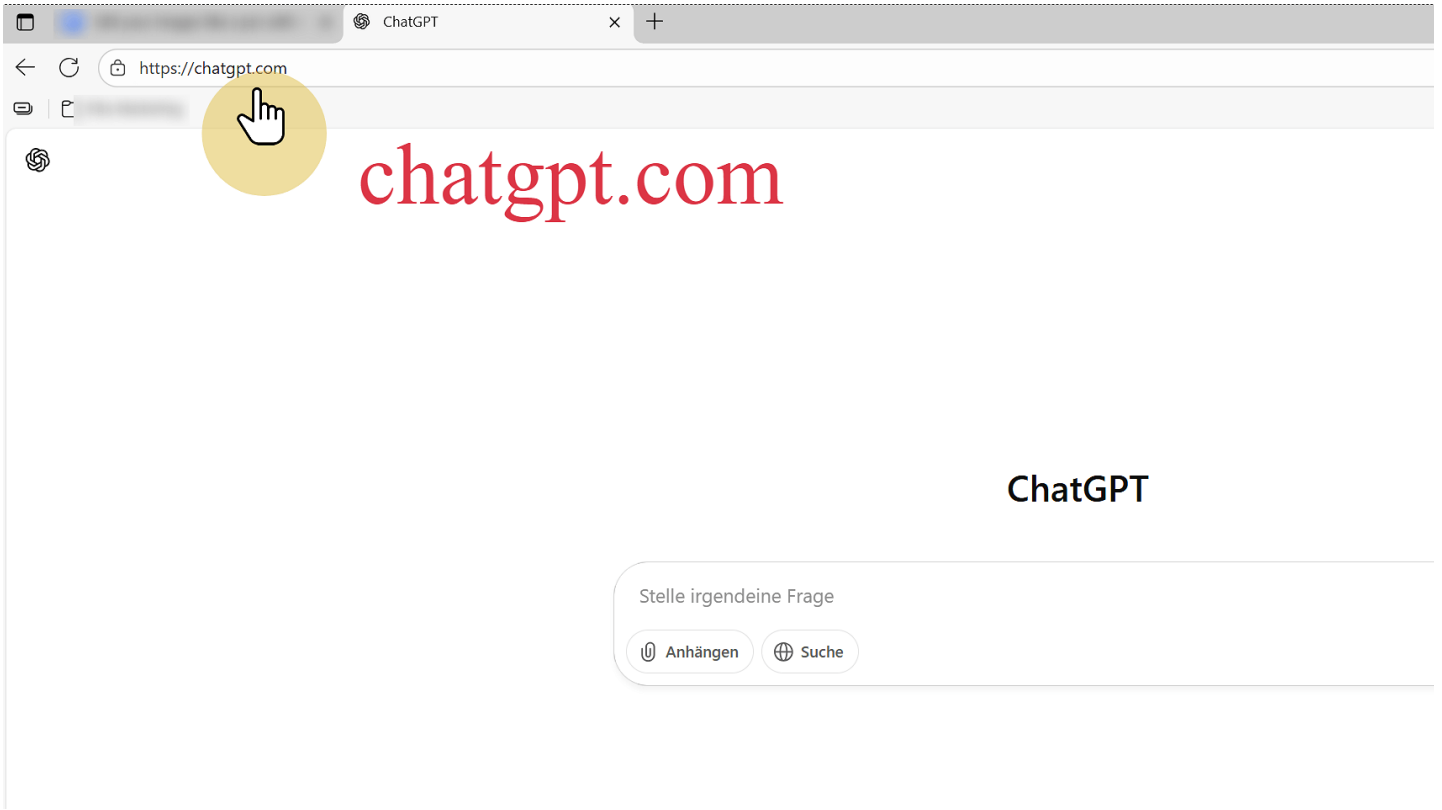 ChatGPT
https://chatgpt.com
chatgpt.com
ChatGPT
Stelle irgendeine Frage
Anhängen
Suche